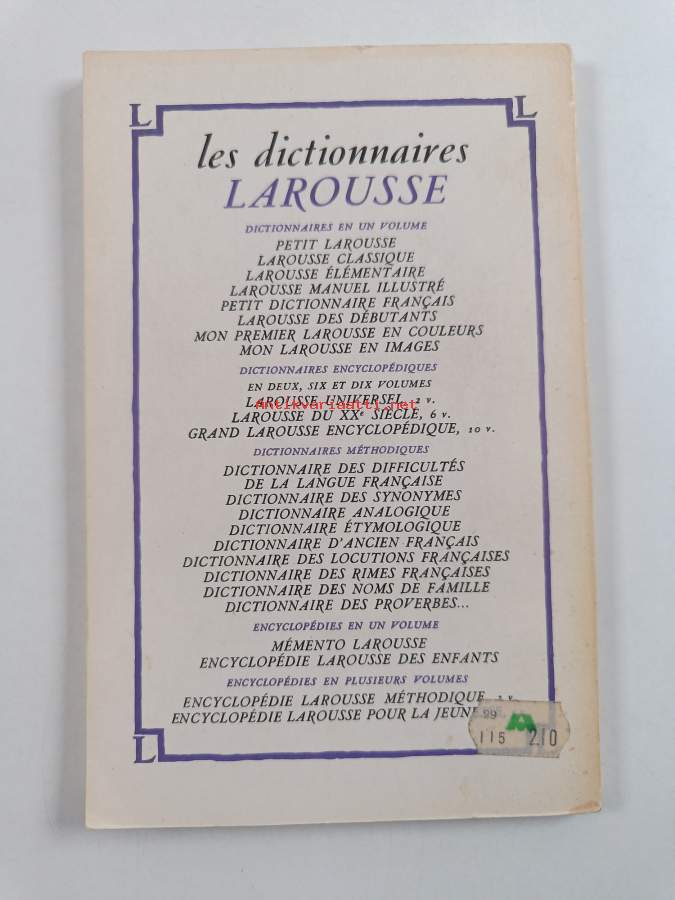 L L
les dictionnaires
LAROUSSE
DICTIONNAIRES EN UN VOLUME
PETIT LAROUSSE
LAROUSSE CLASSIQUE
LAROUSSE ÉLÉMENTAIRE
LAROUSSE MANUEL ILLUSTRÉ
PETIT DICTIONNAIRE FRANÇAIS
LAROUSSE DES DÉBUTANTS
MON PREMIER LAROUSSE EN COULEURS
MON LAROUSSE EN IMAGES
DICTIONNAIRES ENCYCLOPÉDIQUES
EN DEUX, SIX ET DIX VOLUMES
LAROUSSE UNIVERSEL, 2 v.
Antikvariaatti.net
LAROUSSE DU XXe SIÈCLE, 6 v.
GRAND LAROUSSE ENCYCLOPÉDIQUE, 10 v.
DICTIONNAIRES MÉTHODIQUES
DICTIONNAIRE DES DIFFICULTÉS
DE LA LANGUE FRANÇAISE
DICTIONNAIRE DES SYNONYMES
DICTIONNAIRE ANALOGIQUE
DICTIONNAIRE ÉTYMOLOGIQUE
DICTIONNAIRE D'ANCIEN FRANÇAIS
DICTIONNAIRE DES LOCUTIONS FRANÇAISES
DICTIONNAIRE DES RIMES FRANÇAISES
DICTIONNAIRE DES NOMS DE FAMILLE
DICTIONNAIRE DES PROVERBES...
ENCYCLOPÉDIES EN UN VOLUME
MÉMENTO LAROUSSE
ENCYCLOPÉDIE LAROUSSE DES ENFANTS
ENCYCLOPÉDIES EN PLUSIEURS VOLUMES
ENCYCLOPÉDIE LAROUSSE MÉTHODIQUE,
ENCYCLOPÉDIE LAROUSSE POUR LA JEUNE
99
115 2.10
L